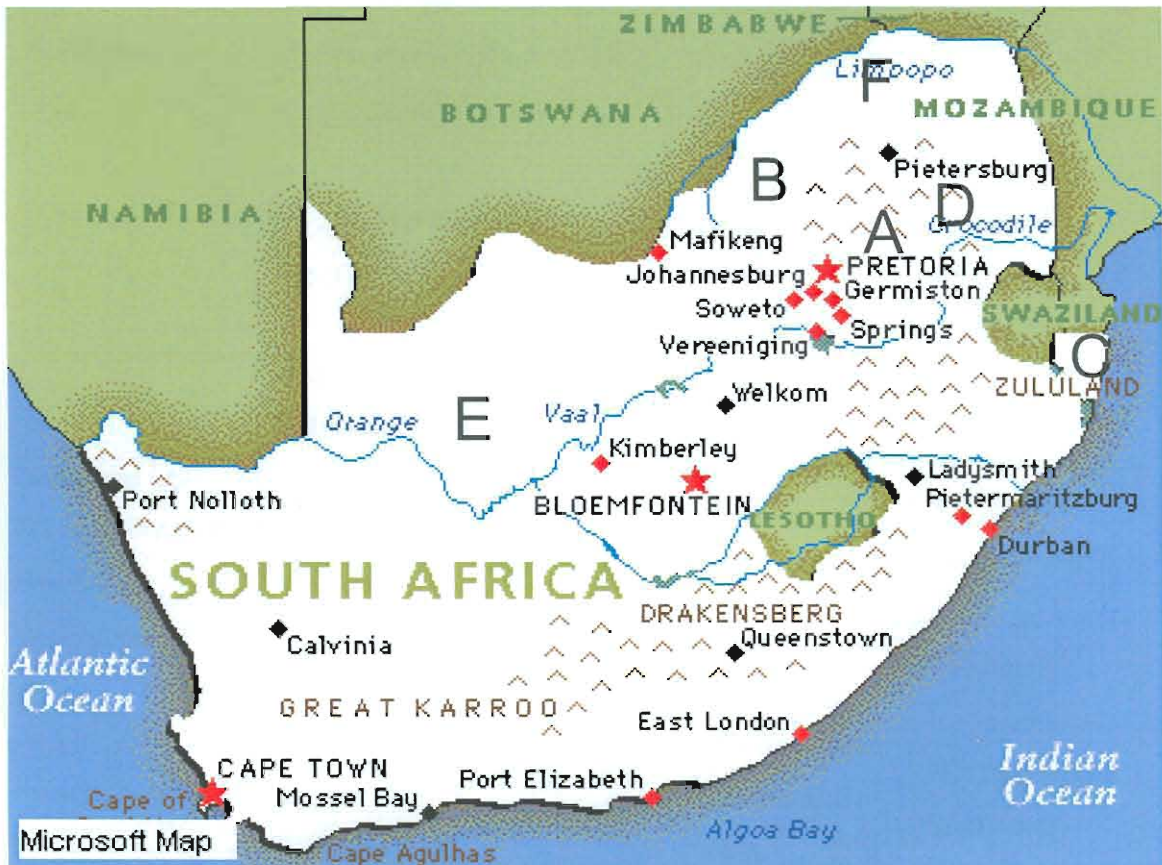 ZIMBABWE
Limpopo
F
BOTSWANA
MOZAMBIQUE
B
Pietersburg
NAMIBIA
D
A
Crocodile
Mafikeng
PRETORIA
Johannesburg
Germiston
Soweto
SWAZILAND
Springs
Vereeniging
C
ZULULAND
Welkom
E
Orange
Vaal
Kimberley
Ladysmith
Port Nolloth
BLOEMFONTEIN
Pietermaritzburg
LESOTHO
Durban
SOUTH AFRICA
DRAKENSBERG
Queenstown
Calvinia
Atlantic
Ocean
GREAT KARROO
East London
Indian
Ocean
CAPE TOWN
Port Elizabeth
Mossel Bay
Cape of
Algoa Bay
Microsoft Map
Cape Agulhas